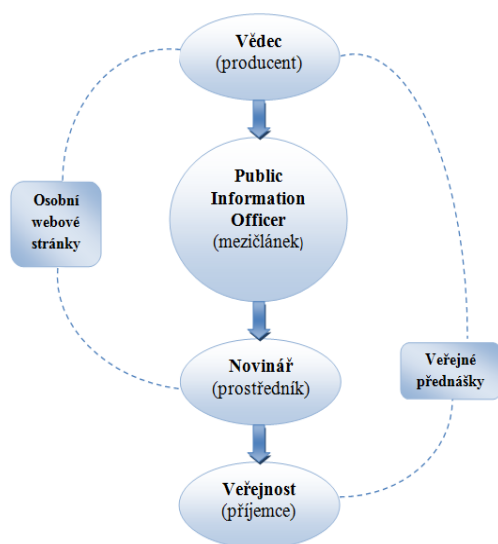 Vědec
(producent)
Public
Information
Officer
(mezičlánek)
Osobní
webové
stránky
Novinář
(prostředník)
Veřejné
přednášky
Veřejnost
(příjemce)